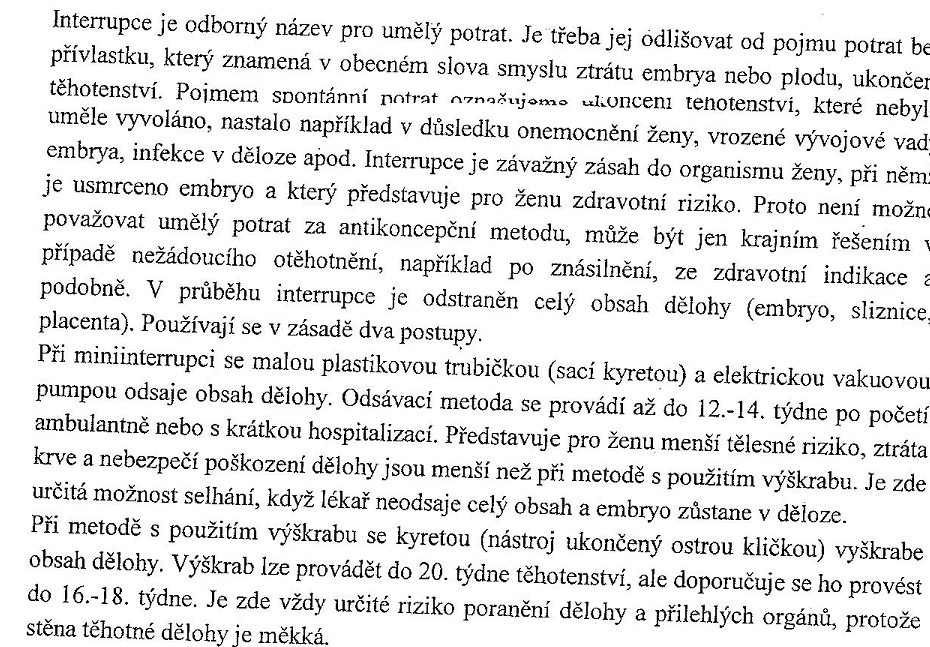 Interrupce je odborný název pro umělý potrat. Je třeba jej odlišovat od pojmu potrat be
přívlastku, který znamená v obecném slova smyslu ztrátu embrya nebo plodu, ukončen
těhotenství. Pojmem spontánní potrat označujeme ukončení těhotenství, které nebyl
uměle vyvoláno, nastalo například v důsledku onemocnění ženy, vrozené vývojové vady
embrya, infekce v děloze apod. Interrupce je závažný zásah do organismu ženy, při němž
je usmrceno embryo a který představuje pro ženu zdravotní riziko. Proto není možné
považovat umělý potrat za antikoncepční metodu, může být jen krajním řešením v
případě nežádoucího otěhotnění, například po znásilnění, ze zdravotní indikace a
podobně. V průběhu interrupce je odstraněn celý obsah dělohy (embryo, sliznice,
placenta). Používají se v zásadě dva postupy.
Při miniinterrupci se malou plastikovou trubičkou (sací kyretou) a elektrickou vakuovou
pumpou odsaje obsah dělohy. Odsávací metoda se provádí až do 12.-14. týdne po početí
ambulantně nebo s krátkou hospitalizací. Představuje pro ženu menší tělesné riziko, ztráta
krve a nebezpečí poškození dělohy jsou menší než při metodě s použitím výškrabu. Je zde
určitá možnost selhání, když lékař neodsaje celý obsah a embryo zůstane v děloze.
Při metodě s použitím výškrabu se kyretou (nástroj ukončený ostrou kličkou) vyškrabe
obsah dělohy. Výškrab lze provádět do 20. týdne těhotenství, ale doporučuje se ho provést
do 16.-18. týdne. Je zde vždy určité riziko poranění dělohy a přilehlých orgánů, protože
stěna těhotné dělohy je měkká.